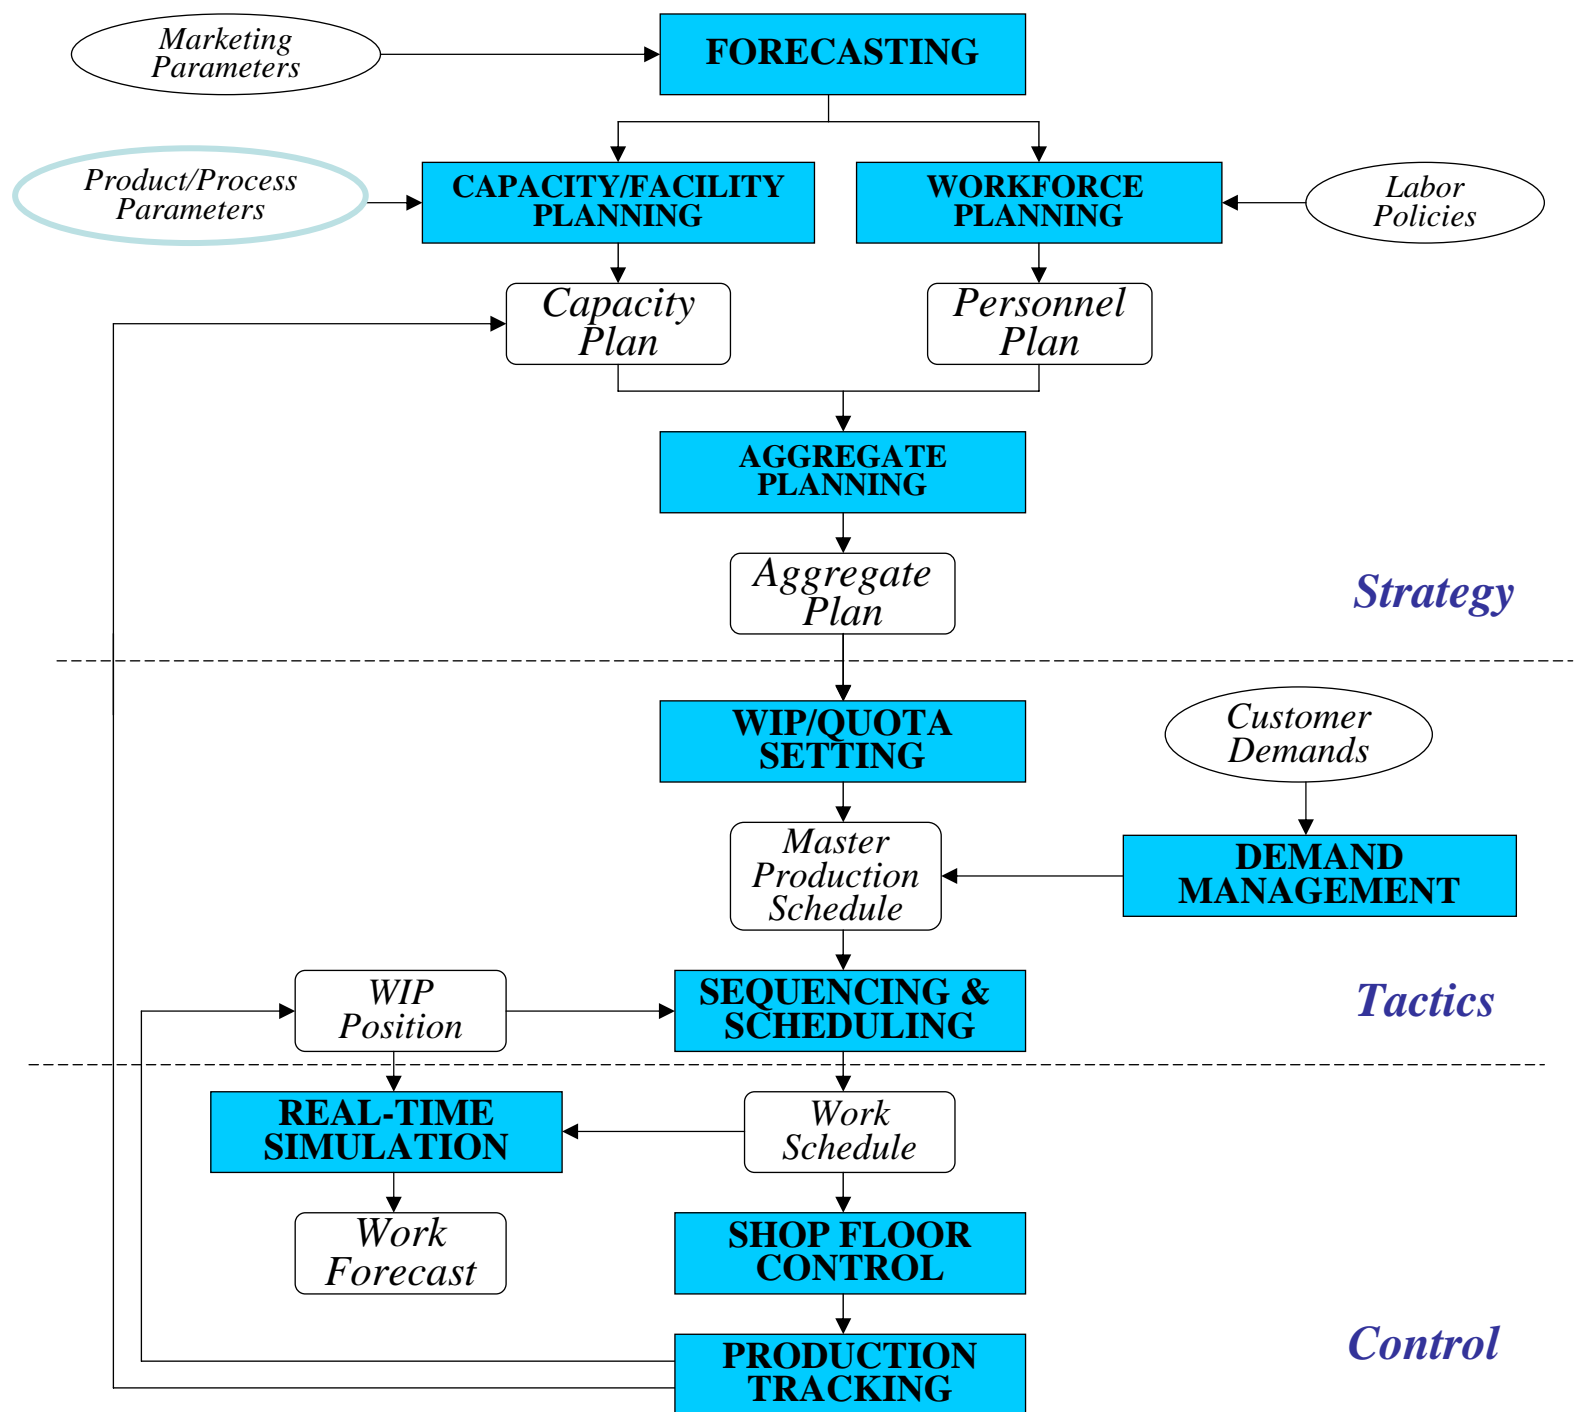 Marketing
Parameters
FORECASTING
Product/Process
Parameters
CAPACITY/FACILITY
PLANNING
WORKFORCE
PLANNING
Labor
Policies
Capacity
Plan
Personnel
Plan
AGGREGATE
PLANNING
Aggregate
Plan
Strategy
WIP/QUOTA
SETTING
Customer
Demands
Master
Production
Schedule
DEMAND
MANAGEMENT
WIP
Position
SEQUENCING &
SCHEDULING
Tactics
REAL-TIME
SIMULATION
Work
Schedule
Work
Forecast
SHOP FLOOR
CONTROL
PRODUCTION
TRACKING
Control